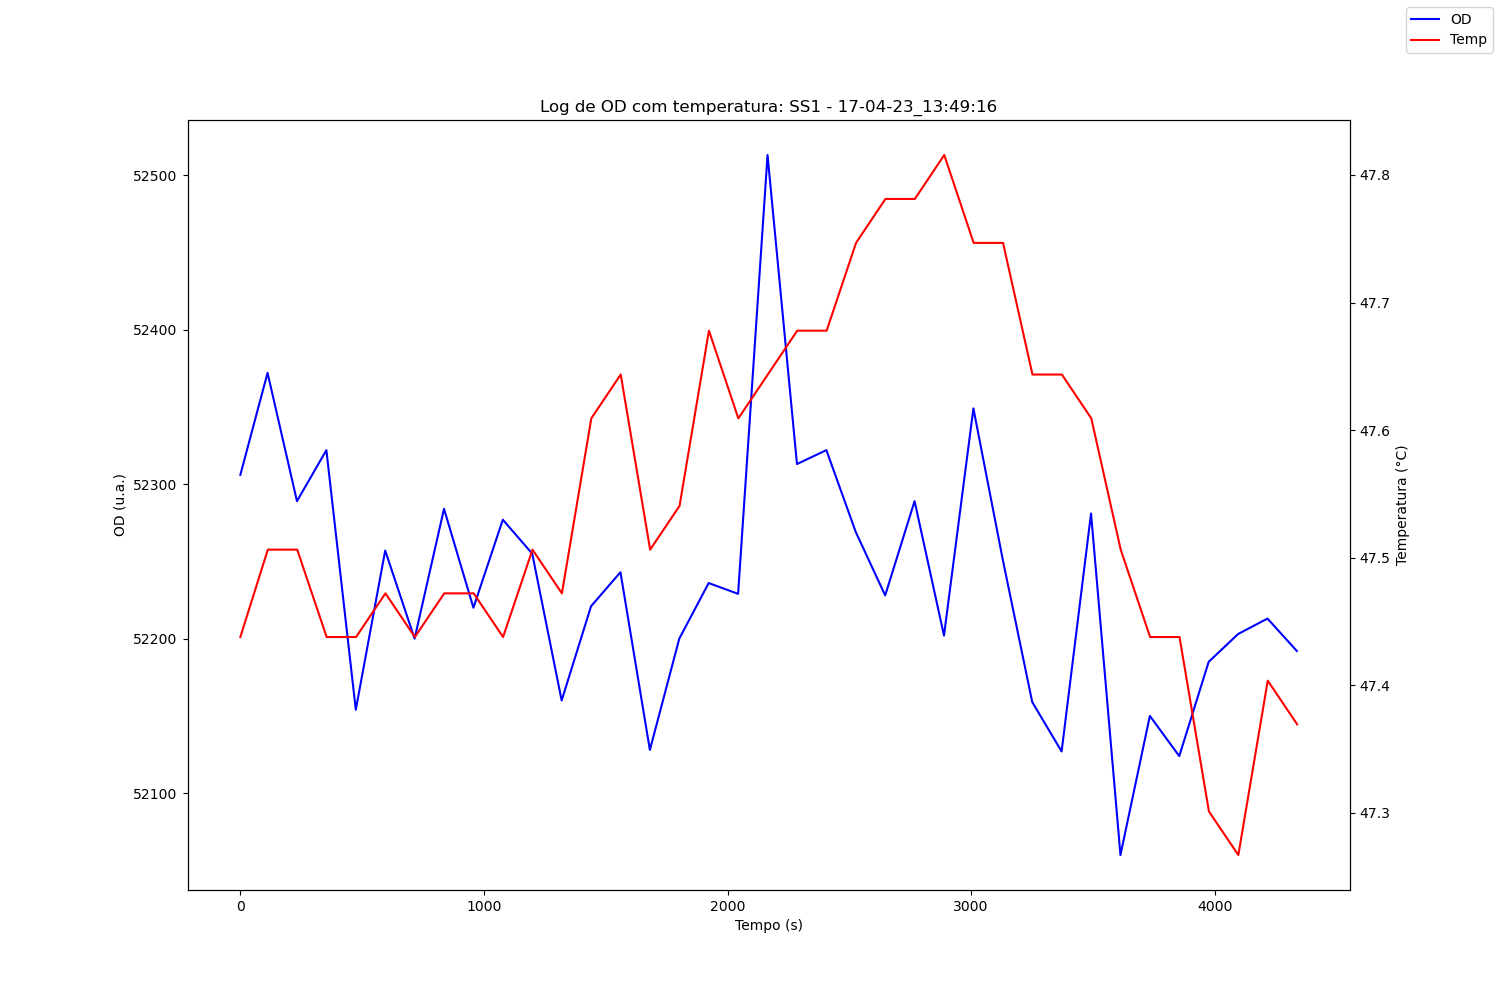 OD
Temp
Log de OD com temperatura: SS1 - 17-04-23_13:49:16
52500
52400
52300
52200
52100
OD (u.a.)
47.8
47.7
47.6
47.5
47.4
47.3
Temperatura (°C)
0 1000 2000 3000 4000
Tempo (s)